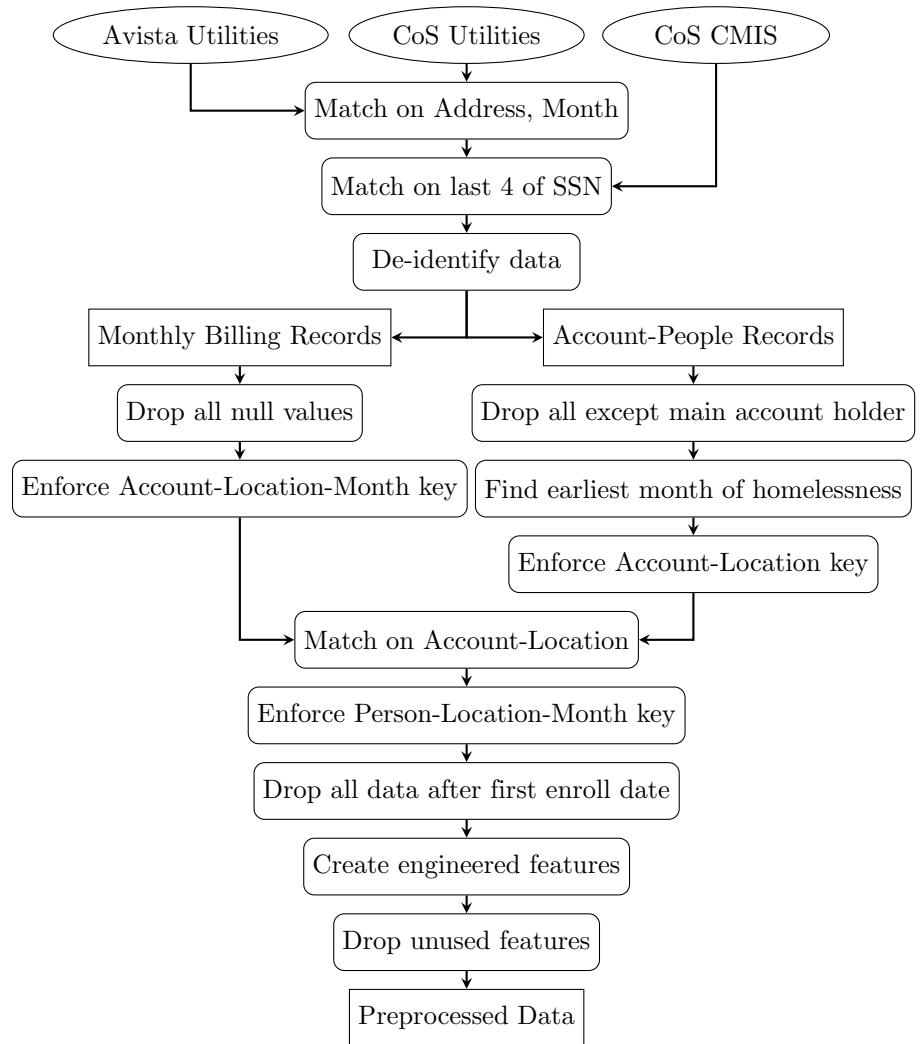 Avista Utilities
CoS Utilities
CoS CMIS
Match on Address, Month
Match on last 4 of SSN
De-identify data
Monthly Billing Records
Account-People Records
Drop all null values
Drop all except main account holder
Enforce Account-Location-Month key
Find earliest month of homelessness
Enforce Account-Location key
Match on Account-Location
Enforce Person-Location-Month key
Drop all data after first enroll date
Create engineered features
Drop unused features
Preprocessed Data